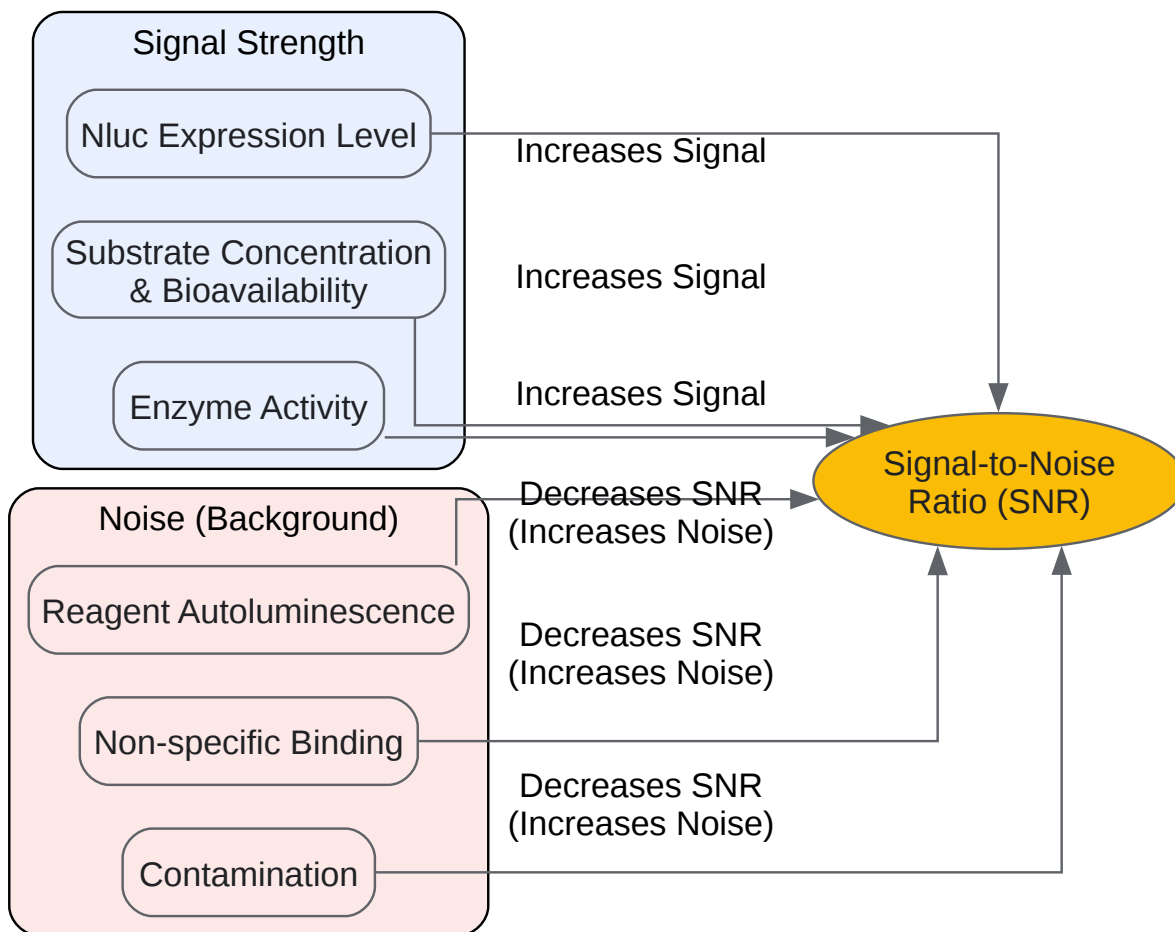 Signal Strength
Nluc Expression Level
Increases Signal
Substrate Concentration
& Bioavailability
Increases Signal
Enzyme Activity
Increases Signal
Signal-to-Noise
Ratio (SNR)
Noise (Background)
Decreases SNR
(Increases Noise)
Reagent Autoluminescence
Decreases SNR
(Increases Noise)
Non-specific Binding
Decreases SNR
(Increases Noise)
Contamination